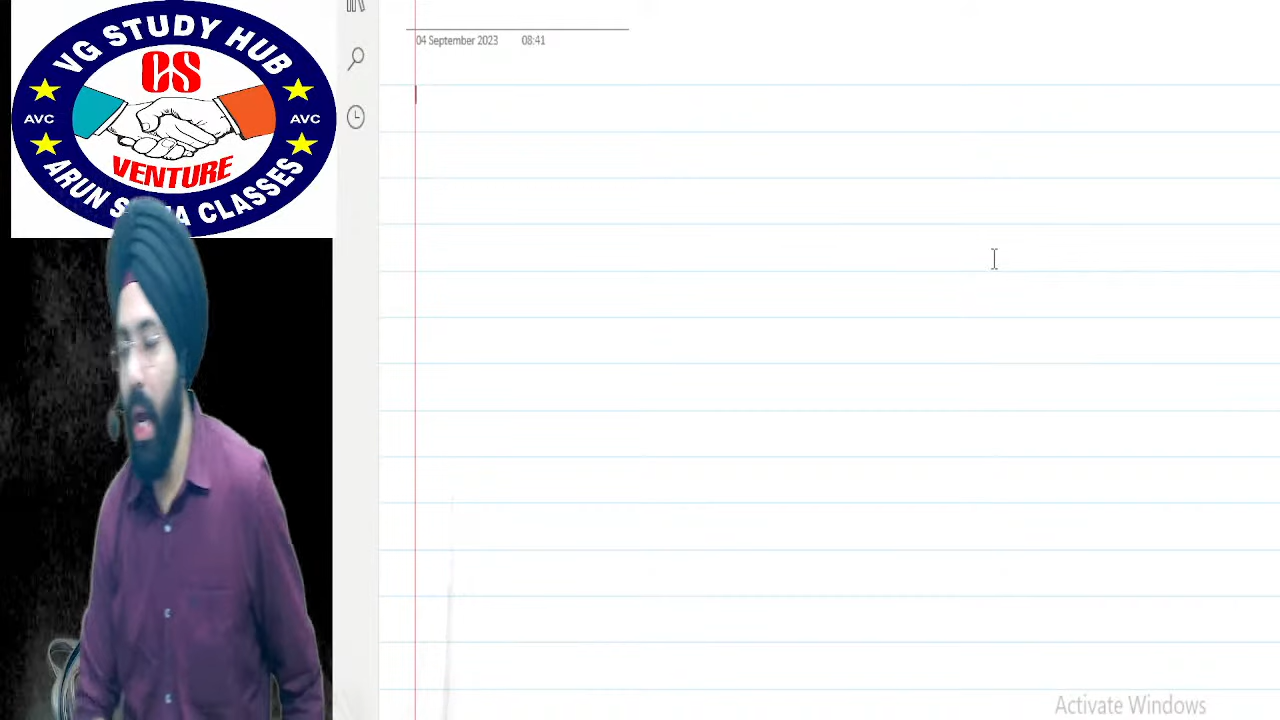 VG STUDY HUB
CS
AVC
AVC
VENTURE
ARUN CLASSES
04 September 2023 08:41
Activate Windows